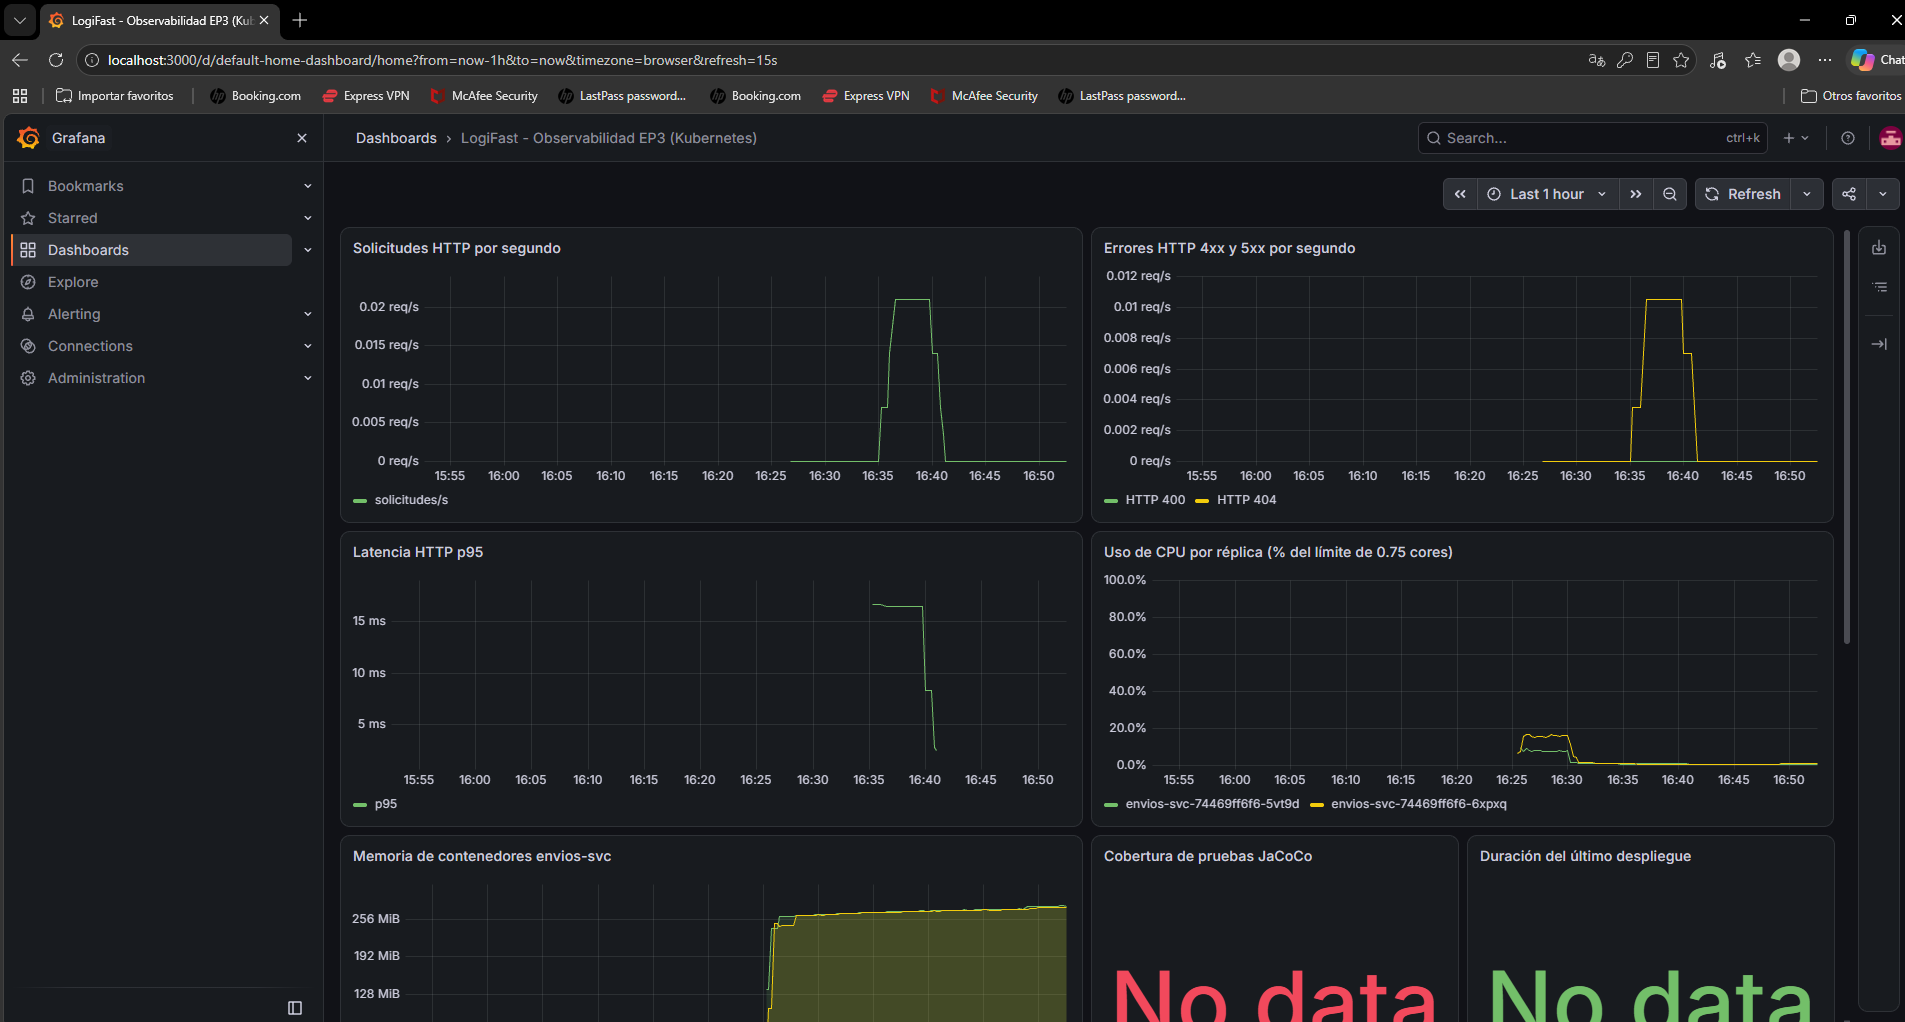 LogiFast - Observabilidad EP3 (Kub
localhost:3000/d/default-home-dashboard/home?from=now-1h&to=now&timezone=browser&refresh=15s
Chat
Importar favoritos
Booking.com
Express VPN
McAfee Security
LastPass password...
Booking.com
Express VPN
McAfee Security
LastPass password...
Otros favoritos
Grafana
Dashboards › LogiFast - Observabilidad EP3 (Kubernetes)
Search...
ctrl+k
Bookmarks
Starred
Dashboards
Explore
Alerting
Connections
Administration
Last 1 hour
Refresh
Solicitudes HTTP por segundo
0.02 req/s
0.015 req/s
0.01 req/s
0.005 req/s
0 req/s
15:55 16:00 16:05 16:10 16:15 16:20 16:25 16:30 16:35 16:40 16:45 16:50
solicitudes/s
Errores HTTP 4xx y 5xx por segundo
0.012 req/s
0.01 req/s
0.008 req/s
0.006 req/s
0.004 req/s
0.002 req/s
0 req/s
15:55 16:00 16:05 16:10 16:15 16:20 16:25 16:30 16:35 16:40 16:45 16:50
HTTP 400 HTTP 404
Latencia HTTP p95
15 ms
10 ms
5 ms
15:55 16:00 16:05 16:10 16:15 16:20 16:25 16:30 16:35 16:40 16:45 16:50
p95
Uso de CPU por réplica (% del límite de 0.75 cores)
100.0%
80.0%
60.0%
40.0%
20.0%
0.0%
15:55 16:00 16:05 16:10 16:15 16:20 16:25 16:30 16:35 16:40 16:45 16:50
envios-svc-74469ff6f6-5vt9d envios-svc-74469ff6f6-6xpxq
Memoria de contenedores envios-svc
256 MiB
192 MiB
128 MiB
Cobertura de pruebas JaCoCo
No data
Duración del último despliegue
No data